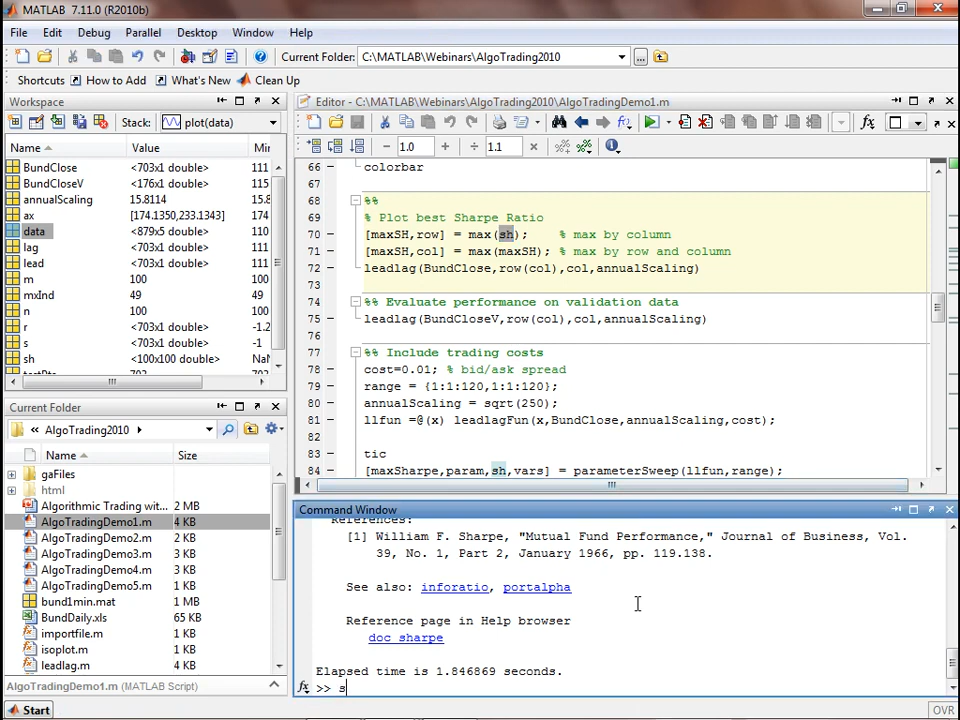 MATLAB 7.11.0 (R2010b)
File Edit Debug Parallel Desktop Window Help
Current Folder: C:\MATLAB\Webinars\AlgoTrading2010
Shortcuts How to Add What's New Clean Up
Workspace
Stack: plot(data)
Name Value Mi
BundClose <703x1 double> 111
BundCloseV <176x1 double> 115
annualScaling 15.8114 15.8
ax [174.1350,233.1343] 174
data <879x5 double> 111
lag <703x1 double> 111
lead <703x1 double> 111
m 100 100
mxInd 49 49
n 100 100
r <703x1 double> -1.2
s <703x1 double> -1
sh <100x100 double> NaN
Current Folder
« AlgoTrading2010
Name Size
gaFiles
html
Algorithmic Trading wit... 2 MB
AlgoTradingDemo1.m 4 KB
AlgoTradingDemo2.m 2 KB
AlgoTradingDemo3.m 3 KB
AlgoTradingDemo4.m 3 KB
AlgoTradingDemo5.m 1 KB
bund1min.mat 1 MB
BundDaily.xls 65 KB
importfile.m 3 KB
isoplot.m 3 KB
leadlag.m 3 KB
AlgoTradingDemo1.m (MATLAB Script)
Start
Editor - C:\MATLAB\Webinars\AlgoTrading2010\AlgoTradingDemo1.m
− 1.0 + ÷ 1.1 ×
66 − colorbar
67
68 %%
69 % Plot best Sharpe Ratio
70 − [maxSH,row] = max(sh); % max by column
71 − [maxSH,col] = max(maxSH); % max by row and column
72 − leadlag(BundClose,row(col),col,annualScaling)
73
74 %% Evaluate performance on validation data
75 − leadlag(BundCloseV,row(col),col,annualScaling)
76
77 %% Include trading costs
78 − cost=0.01; % bid/ask spread
79 − range = {1:1:120,1:1:120};
80 − annualScaling = sqrt(250);
81 − llfun =@(x) leadlagFun(x,BundClose,annualScaling,cost);
82
83 − tic
84 − [maxSharpe,param,sh,vars] = parameterSweep(llfun,range);
Command Window
References:
[1] William F. Sharpe, "Mutual Fund Performance," Journal of Business, Vol.
39, No. 1, Part 2, January 1966, pp. 119.138.
See also: inforatio, portalpha
Reference page in Help browser
doc sharpe
Elapsed time is 1.846869 seconds.
fx >> s
OVR